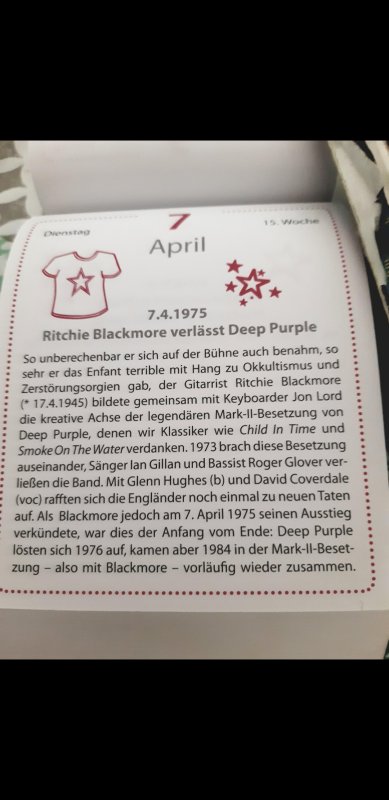 Dienstag
7
15. Woche
April
7.4.1975
Ritchie Blackmore verlässt Deep Purple
So unberechenbar er sich auf der Bühne auch benahm, so
sehr er das Enfant terrible mit Hang zu Okkultismus und
Zerstörungsorgien gab, der Gitarrist Ritchie Blackmore
(* 17.4.1945) bildete gemeinsam mit Keyboarder Jon Lord
die kreative Achse der legendären Mark-II-Besetzung von
Deep Purple, denen wir Klassiker wie Child In Time und
Smoke On The Water verdanken. 1973 brach diese Besetzung
auseinander, Sänger Ian Gillan und Bassist Roger Glover ver-
ließen die Band. Mit Glenn Hughes (b) und David Coverdale
(voc) rafften sich die Engländer noch einmal zu neuen Taten
auf. Als Blackmore jedoch am 7. April 1975 seinen Ausstieg
verkündete, war dies der Anfang vom Ende: Deep Purple
lösten sich 1976 auf, kamen aber 1984 in der Mark-II-Beset-
zung – also mit Blackmore – vorläufig wieder zusammen.